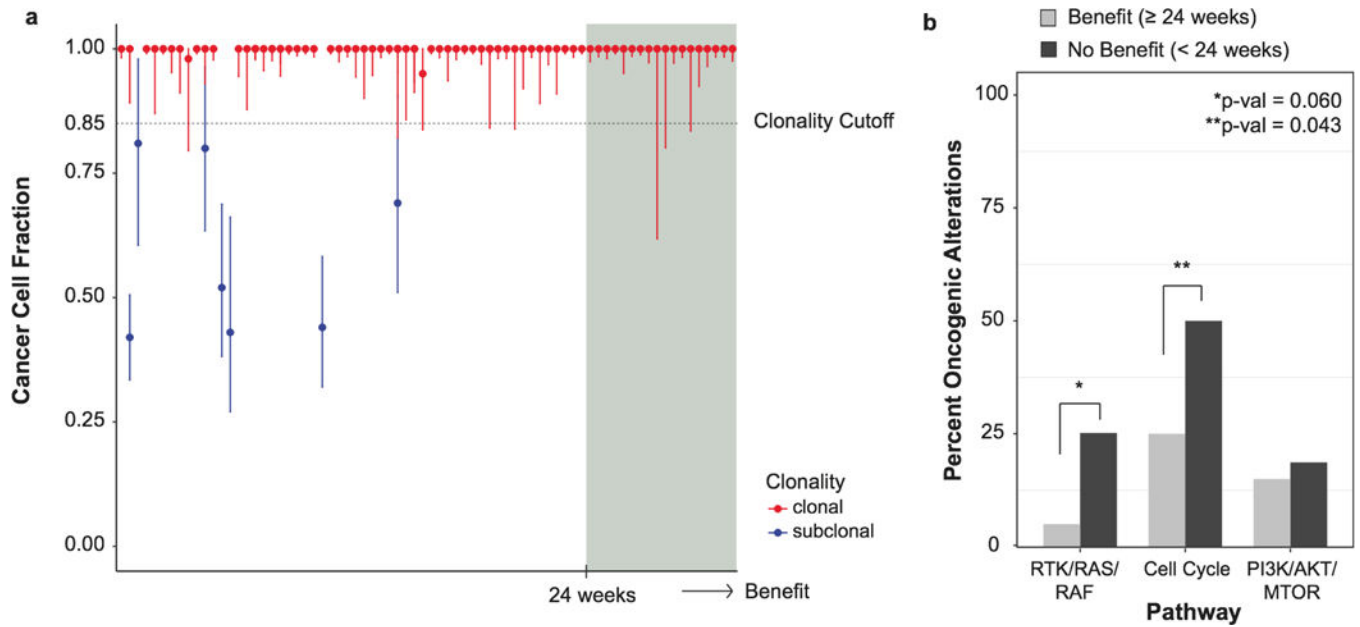 a
Cancer Cell Fraction
1.00
0.85
0.75
0.50
0.25
0.00
Clonality Cutoff
Clonality
clonal
subclonal
24 weeks
Benefit
b
Benefit (≥ 24 weeks)
No Benefit (< 24 weeks)
Percent Oncogenic Alterations
100
75
50
25
0
*p-val = 0.060
**p-val = 0.043
*
**
RTK/RAS/
RAF
Cell Cycle
PI3K/AKT/
MTOR
Pathway